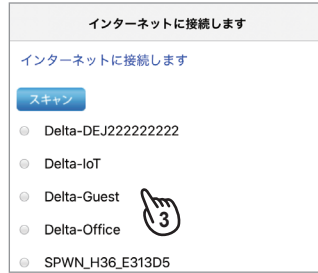 インターネットに接続します
インターネットに接続します
スキャン
Delta-DEJ222222222
Delta-IoT
Delta-Guest
3
Delta-Office
SPWN_H36_E313D5